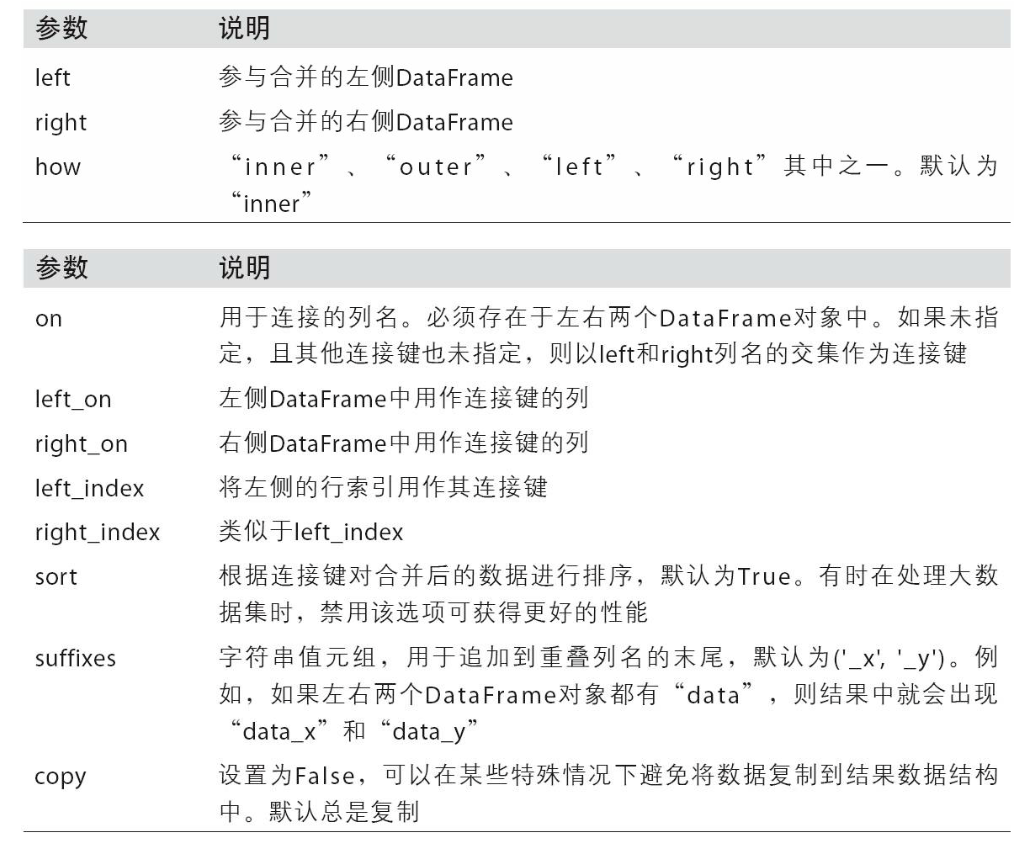 参数 说明
left 参与合并的左侧DataFrame
right 参与合并的右侧DataFrame
how “inner”、“outer”、“left”、“right”其中之一。默认为
“inner”
参数 说明
on 用于连接的列名。必须存在于左右两个DataFrame对象中。如果未指
定，且其他连接键也未指定，则以left和right列名的交集作为连接键
left_on 左侧DataFrame中用作连接键的列
right_on 右侧DataFrame中用作连接键的列
left_index 将左侧的行索引用作其连接键
right_index 类似于left_index
sort 根据连接键对合并后的数据进行排序，默认为True。有时在处理大数
据集时，禁用该选项可获得更好的性能
suffixes 字符串值元组，用于追加到重叠列名的末尾，默认为('_x', '_y')。例
如，如果左右两个DataFrame对象都有“data”，则结果中就会出现
“data_x”和“data_y”
copy 设置为False，可以在某些特殊情况下避免将数据复制到结果数据结构
中。默认总是复制